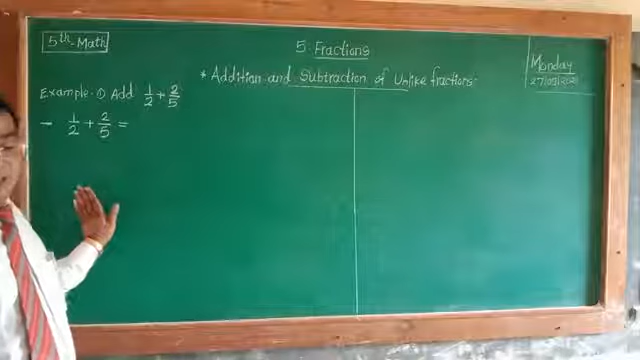 5th-Math
5. Fractions
Monday
* Addition and Subtraction of Unlike fractions:
Example-① Add 1/2 + 2/5
- 1/2 + 2/5 =